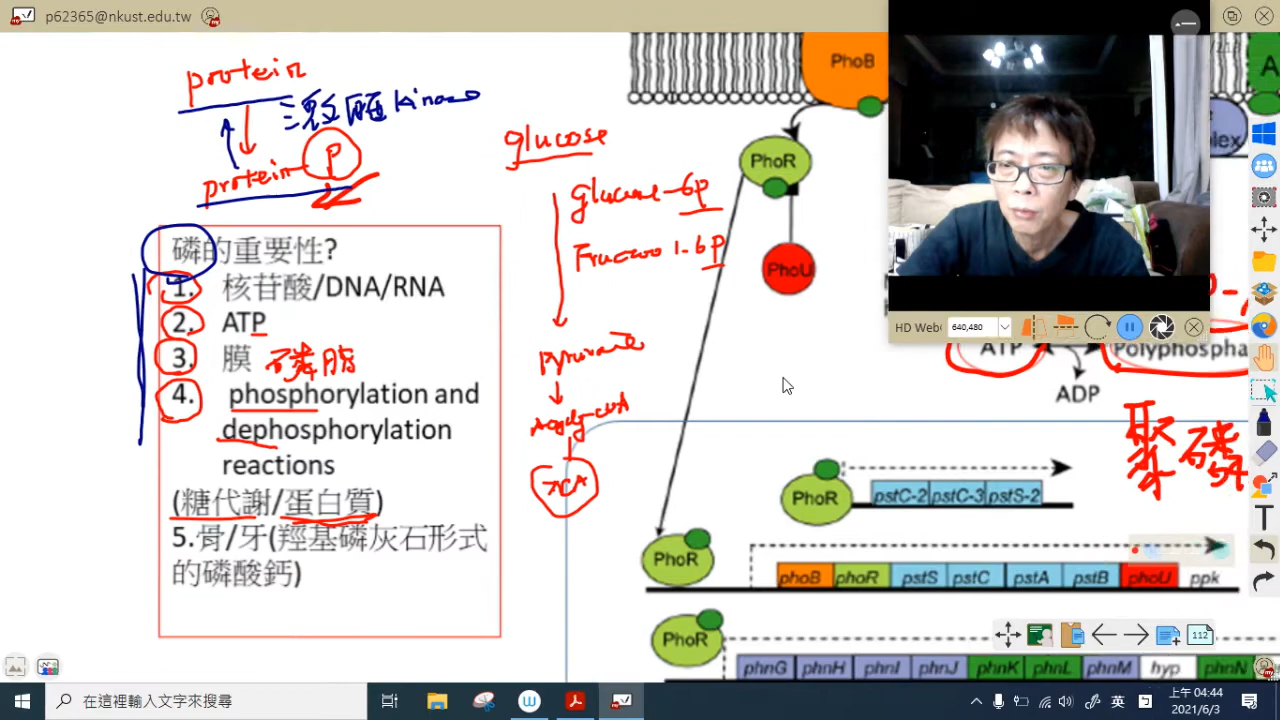 p62365@nkust.edu.tw
protein
激酶 kinase
protein
P
glucose
glucose-6p
1-6P
pyruvate
TCA
磷的重要性?
1. 核苷酸/DNA/RNA
2. ATP
3. 膜 磷脂
4. phosphorylation and
dephosphorylation
reactions
(糖代謝/蛋白質)
5.骨/牙(羥基磷灰石形式
的磷酸鈣)
PhoB
PhoR
PhoU
A
HD Web
640,480
ATP
Polyphospha
ADP
聚磷
PhoR
pstC-2 pstC-3 pstS-2
PhoR
phoB phoR pstS pstC pstA pstB phoU ppk
PhoR
phnG phnH phnI phnJ phnK phnL phnM hyp phnN
112
在這裡輸入文字來搜尋
英
上午 04:44
2021/6/3